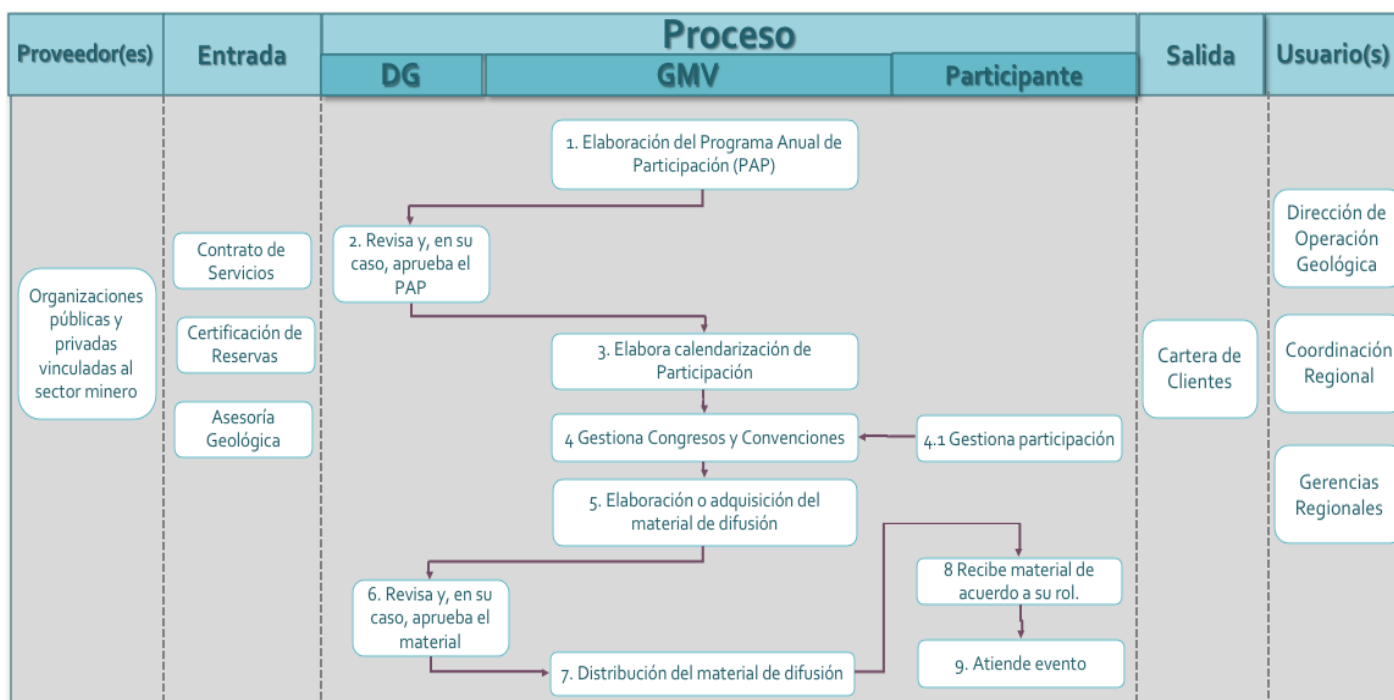 Proveedor(es)
Entrada
Proceso
DG
GMV
Participante
Salida
Usuario(s)
Organizaciones
públicas y
privadas
vinculadas al
sector minero
Contrato de
Servicios
Certificación de
Reservas
Asesoría
Geológica
1. Elaboración del Programa Anual de
Participación (PAP)
2. Revisa y, en su
caso, aprueba el
PAP
3. Elabora calendarización de
Participación
4 Gestiona Congresos y Convenciones
4.1 Gestiona participación
5. Elaboración o adquisición del
material de difusión
6. Revisa y, en su
caso, aprueba el
material
7. Distribución del material de difusión
8 Recibe material de
acuerdo a su rol.
9. Atiende evento
Cartera de
Clientes
Dirección de
Operación
Geológica
Coordinación
Regional
Gerencias
Regionales